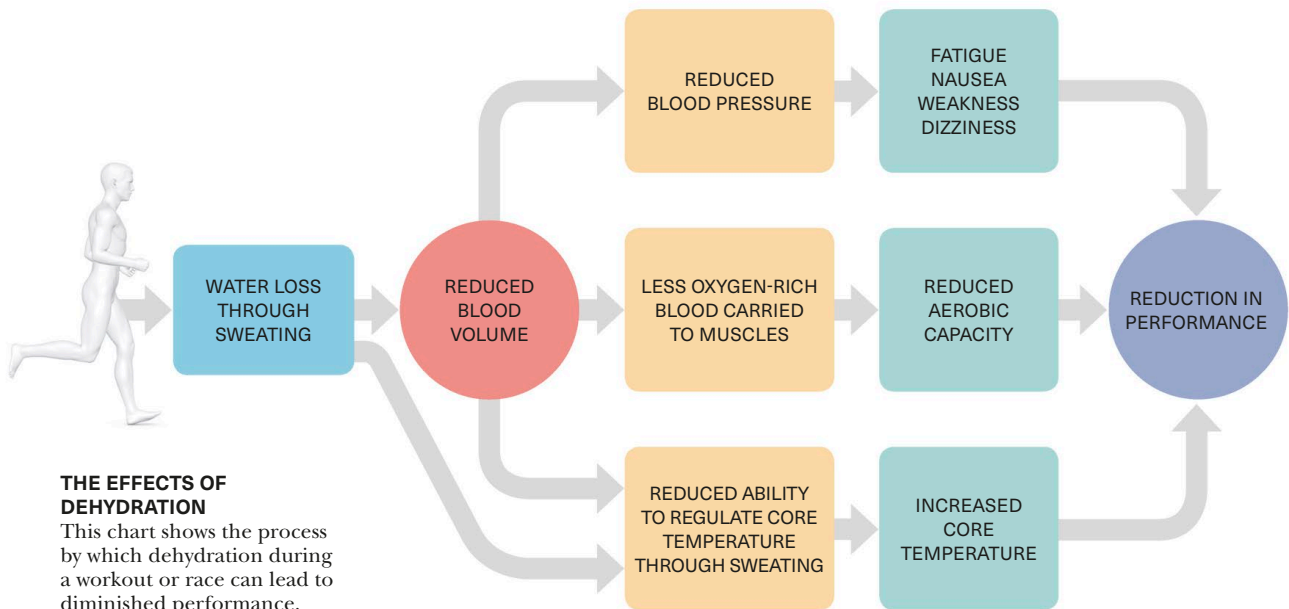 REDUCED
BLOOD PRESSURE
FATIGUE
NAUSEA
WEAKNESS
DIZZINESS
WATER LOSS
THROUGH
SWEATING
REDUCED
BLOOD
VOLUME
LESS OXYGEN-RICH
BLOOD CARRIED
TO MUSCLES
REDUCED
AEROBIC
CAPACITY
REDUCTION IN
PERFORMANCE
REDUCED ABILITY
TO REGULATE CORE
TEMPERATURE
THROUGH SWEATING
INCREASED
CORE
TEMPERATURE
THE EFFECTS OF
DEHYDRATION
This chart shows the process
by which dehydration during
a workout or race can lead to
diminished performance.